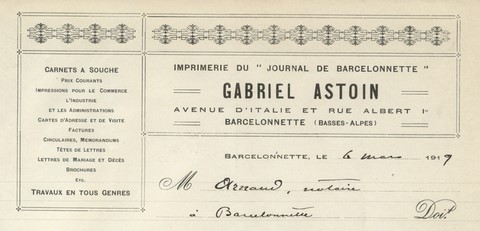 CARNETS A SOUCHE
PRIX COURANTS
IMPRESSIONS POUR LE COMMERCE
L'INDUSTRIE
ET LES ADMINISTRATIONS
CARTES D'ADRESSE ET DE VISITE
FACTURES
CIRCULAIRES, MEMORANDUMS
TÊTES DE LETTRES
LETTRES DE MARIAGE ET DÉCÈS
BROCHURES
ETC.
TRAVAUX EN TOUS GENRES
IMPRIMERIE DU " JOURNAL DE BARCELONNETTE "
GABRIEL ASTOIN
AVENUE D'ITALIE ET RUE ALBERT Iᵉʳ
BARCELONNETTE (BASSES-ALPES)
BARCELONNETTE, LE 6 mars 1919
M Arnaud, notaire
à Barcelonnette Doit